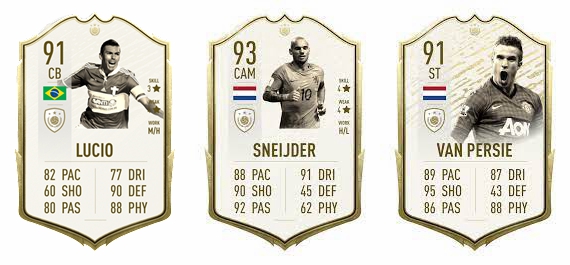 91
CB
SKILL
3 ★
WEAK
WORK
M/H
LUCIO
82 PAC 77 DRI
60 SHO 90 DEF
80 PAS 88 PHY
93
CAM
SKILL
4 ★
WEAK
4 ★
WORK
H/L
10
SNEIJDER
88 PAC 91 DRI
90 SHO 45 DEF
92 PAS 62 PHY
91
ST
AON
VAN PERSIE
89 PAC 87 DRI
95 SHO 43 DEF
86 PAS 88 PHY